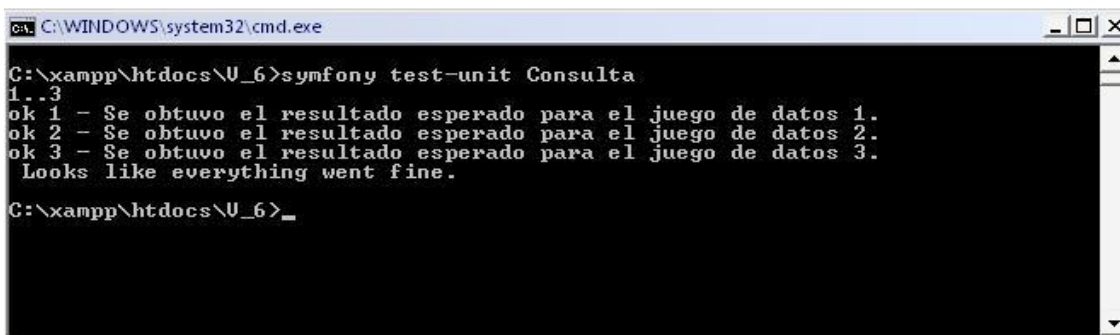 C:\WINDOWS\system32\cmd.exe
C:\xampp\htdocs\V_6>symfony test-unit Consulta
1..3
ok 1 - Se obtuvo el resultado esperado para el juego de datos 1.
ok 2 - Se obtuvo el resultado esperado para el juego de datos 2.
ok 3 - Se obtuvo el resultado esperado para el juego de datos 3.
Looks like everything went fine.
C:\xampp\htdocs\V_6>_